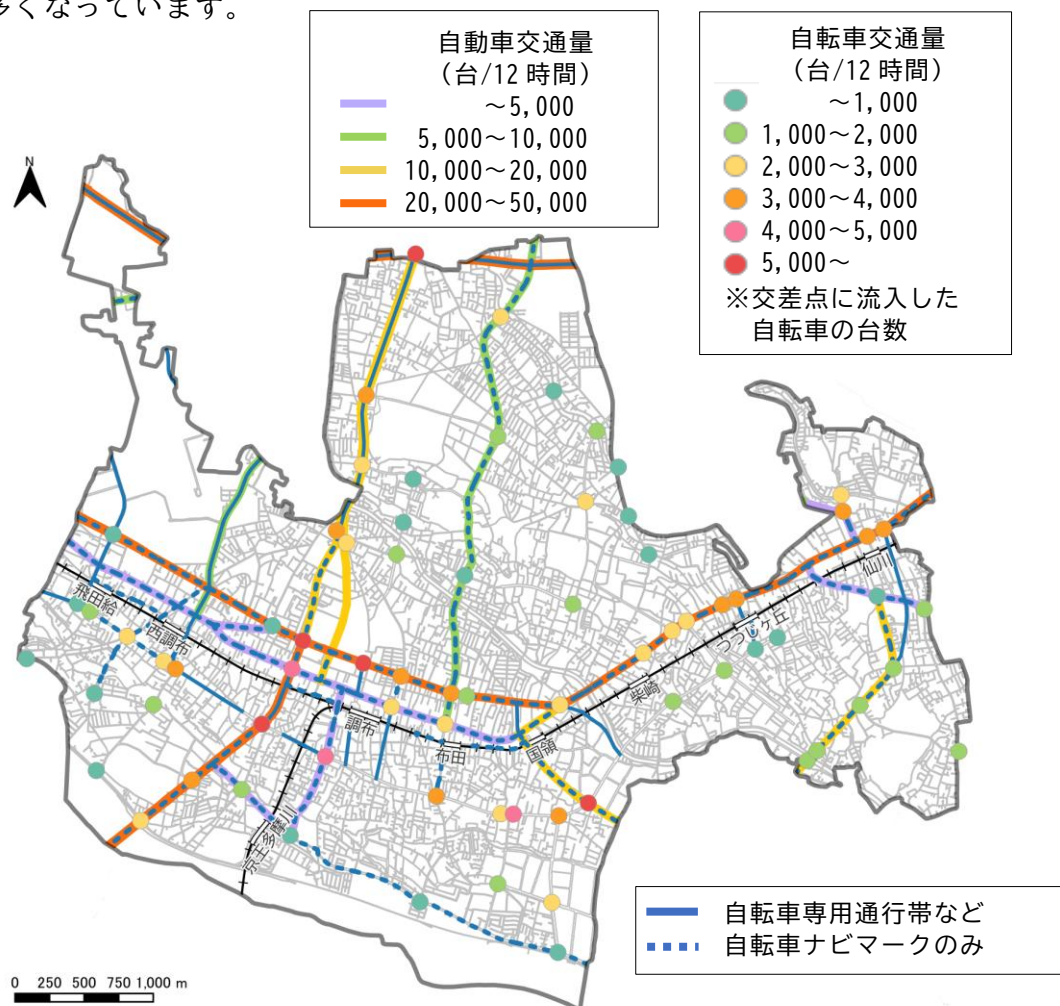 多くなっています。
自動車交通量
（台/12 時間）
～5,000
5,000～10,000
10,000～20,000
20,000～50,000
自転車交通量
（台/12 時間）
～1,000
1,000～2,000
2,000～3,000
3,000～4,000
4,000～5,000
5,000～
※交差点に流入した
自転車の台数
N
仙川
つつじヶ丘
柴崎
国領
布田
調布
西調布
飛田給
京王多摩川
自転車専用通行帯など
自転車ナビマークのみ
0 250 500 750 1,000 m